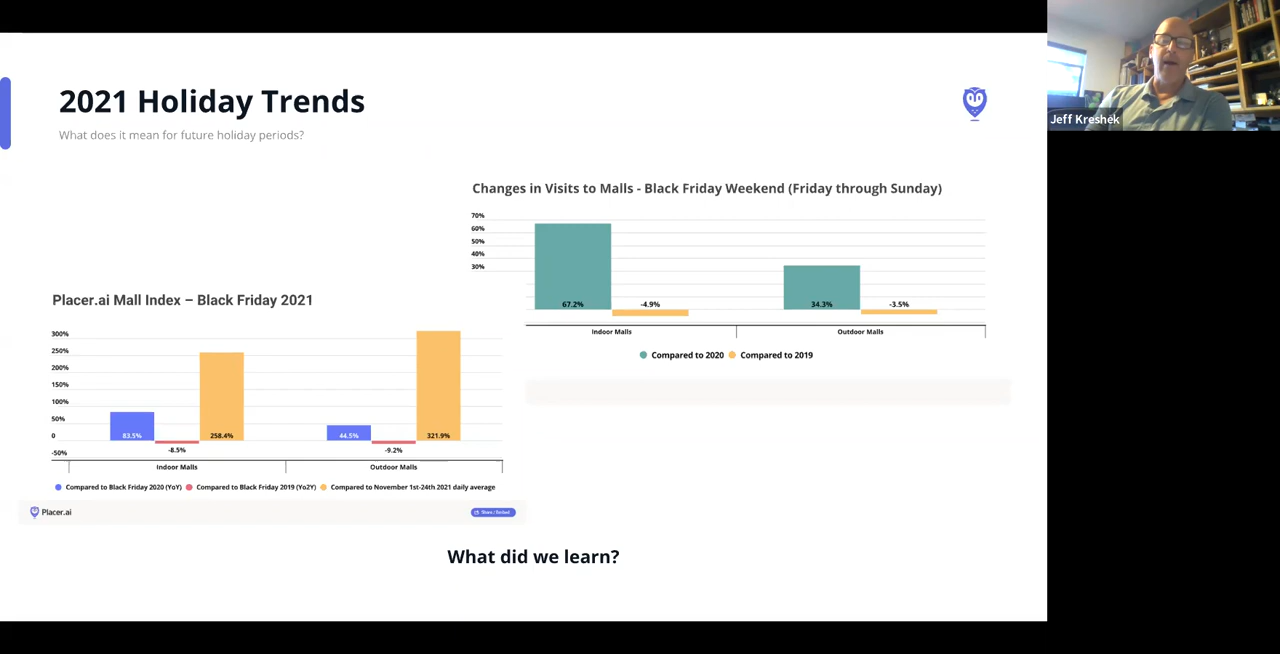 2021 Holiday Trends
What does it mean for future holiday periods?
Jeff Kreshek
Changes in Visits to Malls - Black Friday Weekend (Friday through Sunday)
70%
60%
50%
40%
30%
67.2%
-4.9%
34.3%
-3.5%
Indoor Malls
Outdoor Malls
Compared to 2020
Compared to 2019
Placer.ai Mall Index – Black Friday 2021
300%
250%
200%
150%
100%
50%
0
-50%
83.5%
-8.5%
258.4%
44.5%
-9.2%
321.9%
Indoor Malls
Outdoor Malls
Compared to Black Friday 2020 (YoY)
Compared to Black Friday 2019 (Yo2Y)
Compared to November 1st-24th 2021 daily average
Placer.ai
What did we learn?